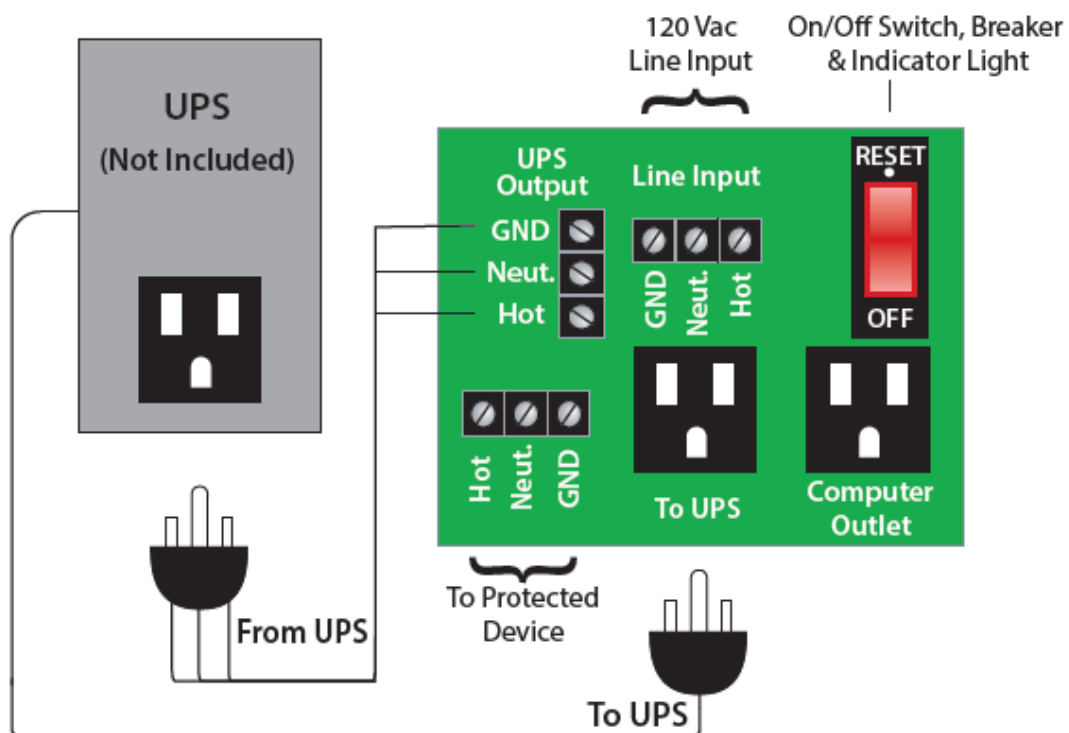 120 Vac
Line Input
On/Off Switch, Breaker
& Indicator Light
UPS
(Not Included)
UPS
Output
GND
Neut.
Hot
Line Input
GND
Neut.
Hot
RESET
OFF
Hot
Neut.
GND
To UPS
Computer
Outlet
To Protected
Device
From UPS
To UPS